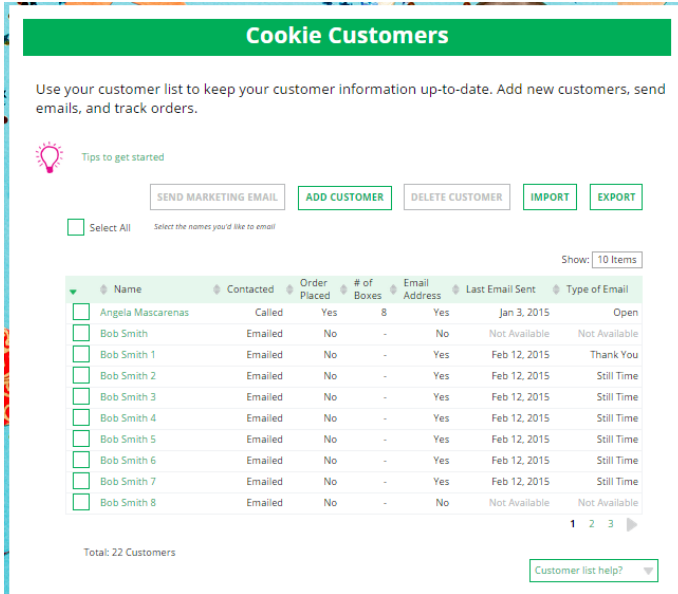 Cookie Customers
Use your customer list to keep your customer information up-to-date. Add new customers, send
emails, and track orders.
Tips to get started
SEND MARKETING EMAIL ADD CUSTOMER DELETE CUSTOMER IMPORT EXPORT
Select All Select the names you'd like to email
Show: 10 Items
Name Contacted Order Placed # of Boxes Email Address Last Email Sent Type of Email
Angela Mascarenas Called Yes 8 Yes Jan 3, 2015 Open
Bob Smith Emailed No - No Not Available Not Available
Bob Smith 1 Emailed No - Yes Feb 12, 2015 Thank You
Bob Smith 2 Emailed No - Yes Feb 12, 2015 Still Time
Bob Smith 3 Emailed No - Yes Feb 12, 2015 Still Time
Bob Smith 4 Emailed No - Yes Feb 12, 2015 Still Time
Bob Smith 5 Emailed No - Yes Feb 12, 2015 Still Time
Bob Smith 6 Emailed No - Yes Feb 12, 2015 Still Time
Bob Smith 7 Emailed No - Yes Feb 12, 2015 Still Time
Bob Smith 8 Emailed No - No Not Available Not Available
1 2 3
Total: 22 Customers
Customer list help?